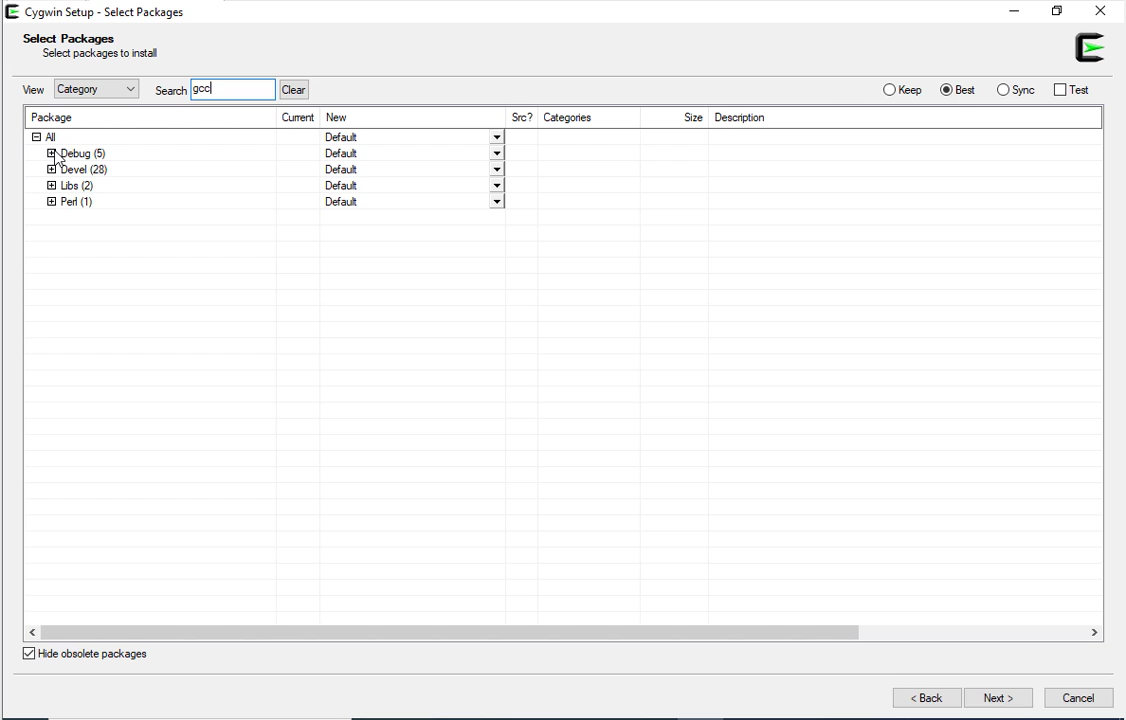 Cygwin Setup - Select Packages
Select Packages
Select packages to install
View Category Search gcc Clear Keep Best Sync Test
Package Current New Src? Categories Size Description
All Default
Debug (5) Default
Devel (28) Default
Libs (2) Default
Perl (1) Default
Hide obsolete packages
< Back Next > Cancel